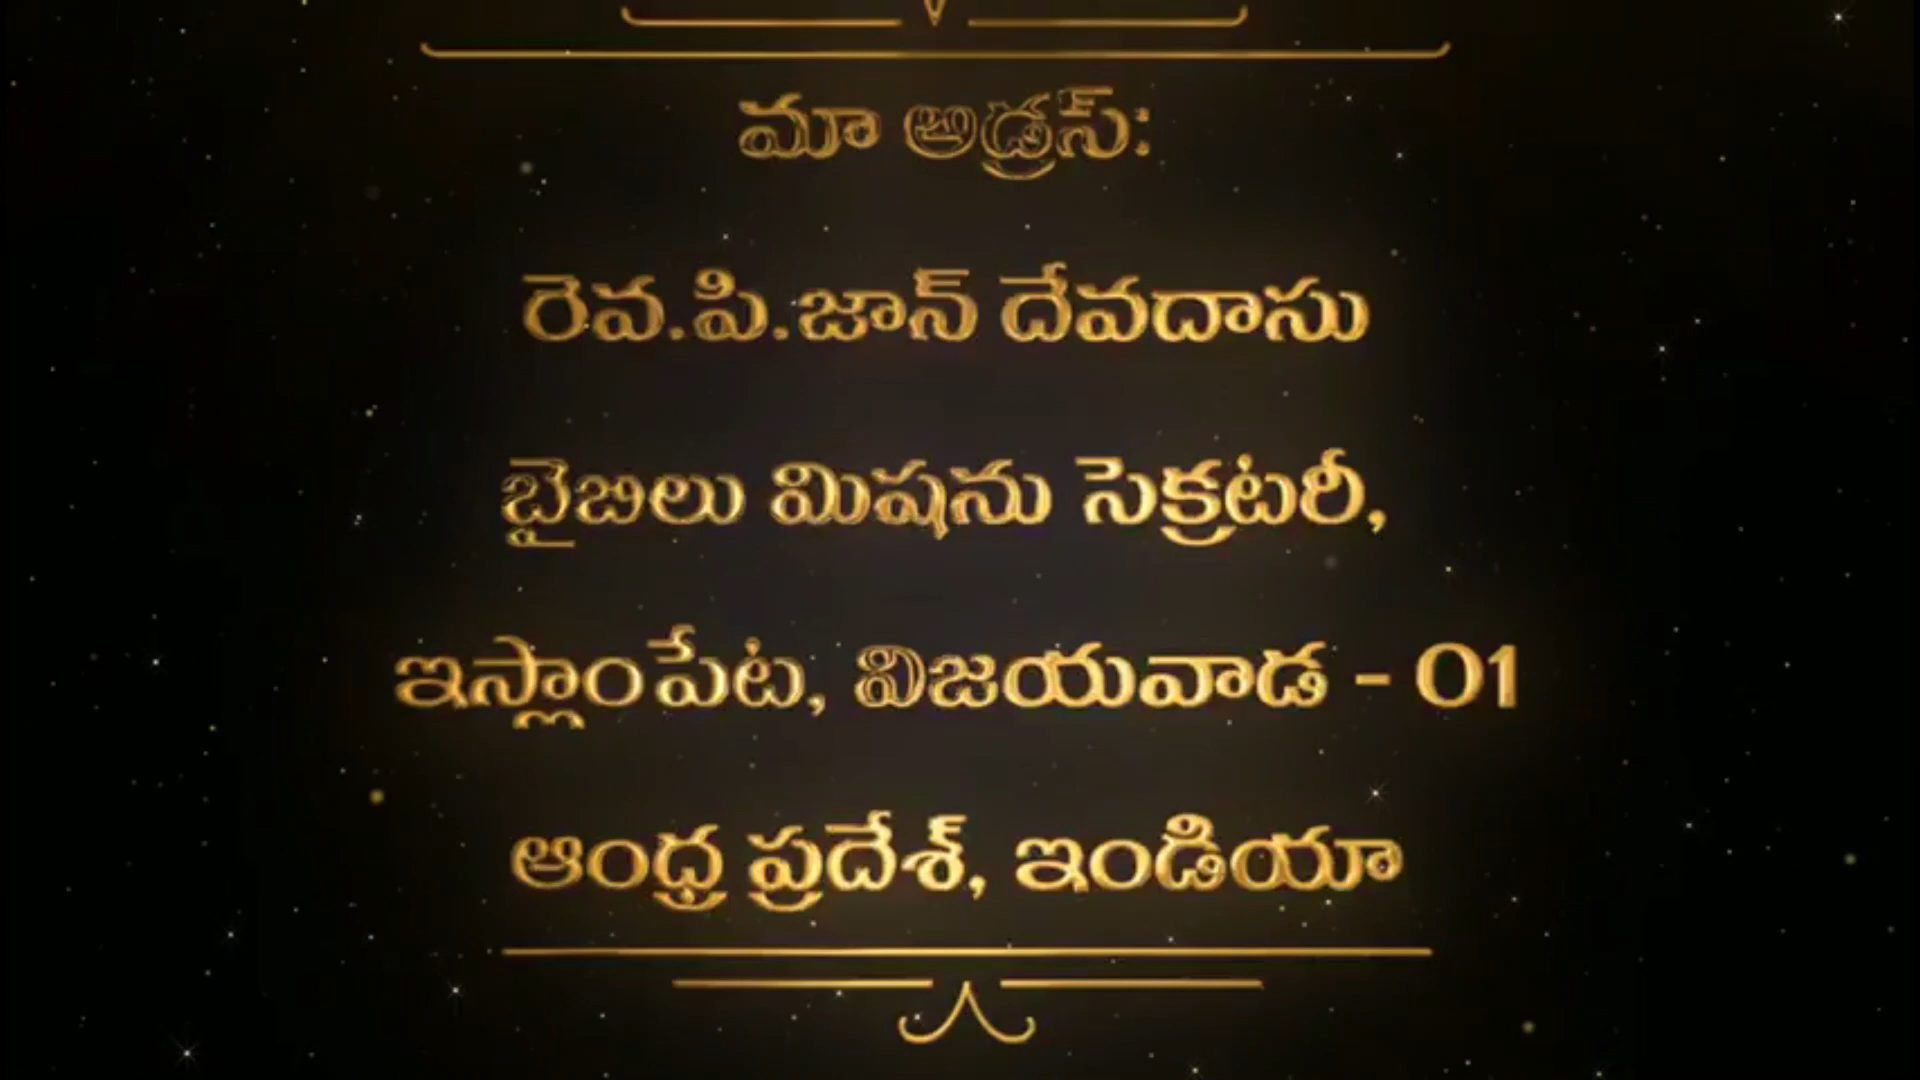 మా అడ్రస్:
రెవ.పి.జాన్ దేవదాసు
బైబిలు మిషను సెక్రటరీ,
ఇస్లాంపేట, విజయవాడ - 01
ఆంధ్ర ప్రదేశ్, ఇండియా